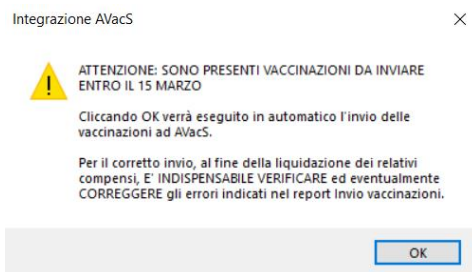 Integrazione AVacS
ATTENZIONE: SONO PRESENTI VACCINAZIONI DA INVIARE
ENTRO IL 15 MARZO
Cliccando OK verrà eseguito in automatico l'invio delle
vaccinazioni ad AVacS.
Per il corretto invio, al fine della liquidazione dei relativi
compensi, E' INDISPENSABILE VERIFICARE ed eventualmente
CORREGGERE gli errori indicati nel report Invio vaccinazioni.
OK